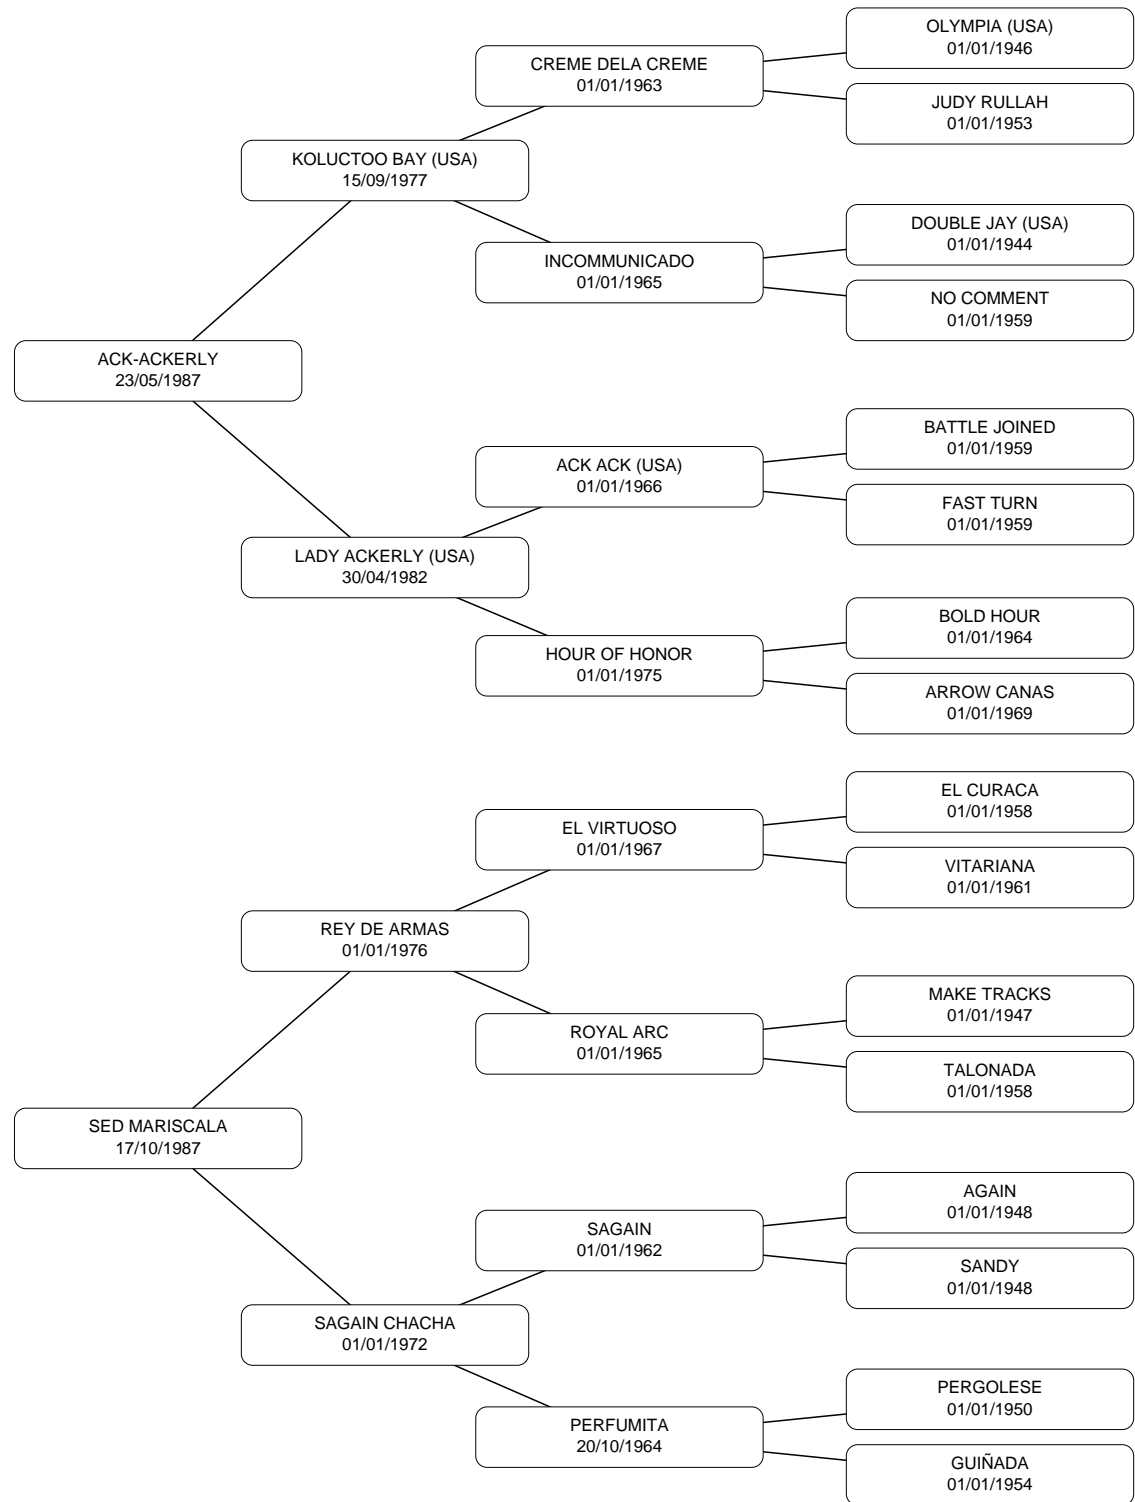 OLYMPIA (USA)
01/01/1946
CREME DELA CREME
01/01/1963
JUDY RULLAH
01/01/1953
KOLUCTOO BAY (USA)
15/09/1977
DOUBLE JAY (USA)
01/01/1944
INCOMMUNICADO
01/01/1965
NO COMMENT
01/01/1959
ACK-ACKERLY
23/05/1987
BATTLE JOINED
01/01/1959
ACK ACK (USA)
01/01/1966
FAST TURN
01/01/1959
LADY ACKERLY (USA)
30/04/1982
BOLD HOUR
01/01/1964
HOUR OF HONOR
01/01/1975
ARROW CANAS
01/01/1969
EL CURACA
01/01/1958
EL VIRTUOSO
01/01/1967
VITARIANA
01/01/1961
REY DE ARMAS
01/01/1976
MAKE TRACKS
01/01/1947
ROYAL ARC
01/01/1965
TALONADA
01/01/1958
SED MARISCALA
17/10/1987
AGAIN
01/01/1948
SAGAIN
01/01/1962
SANDY
01/01/1948
SAGAIN CHACHA
01/01/1972
PERGOLESE
01/01/1950
PERFUMITA
20/10/1964
GUIÑADA
01/01/1954